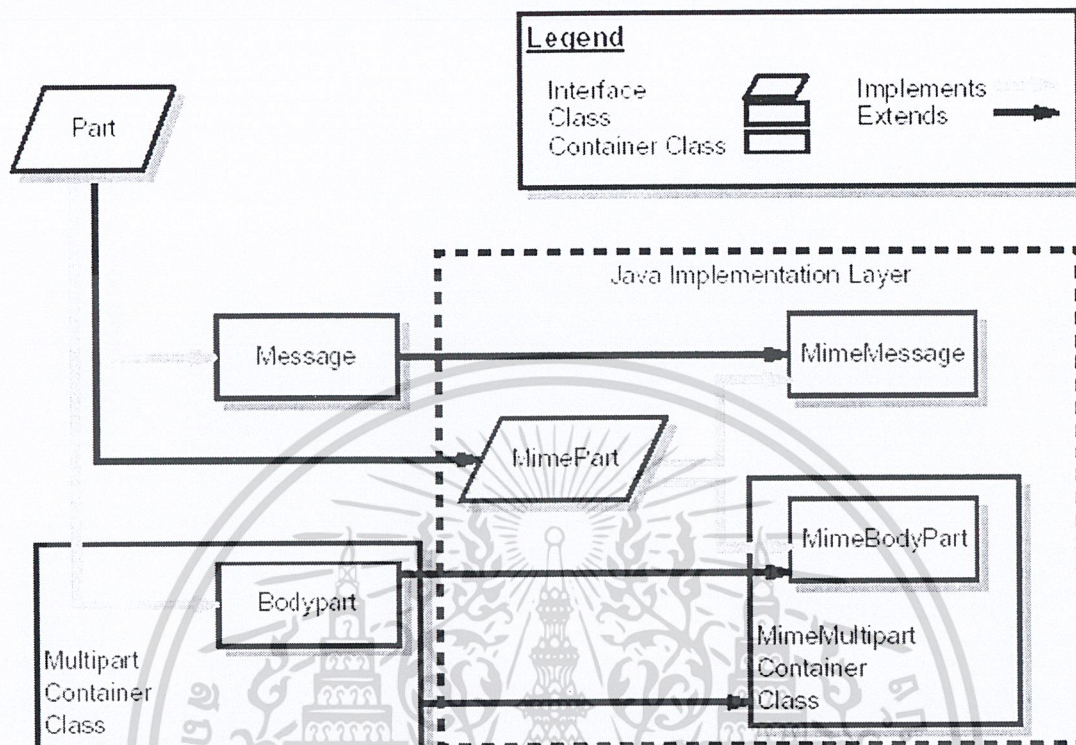 Legend
Interface
Class
Container Class
Implements
Extends
Part
Java Implementation Layer
Message
MimeMessage
MimePart
MimeBodyPart
Bodypart
Multipart
Container
Class
MimeMultipart
Container
Class